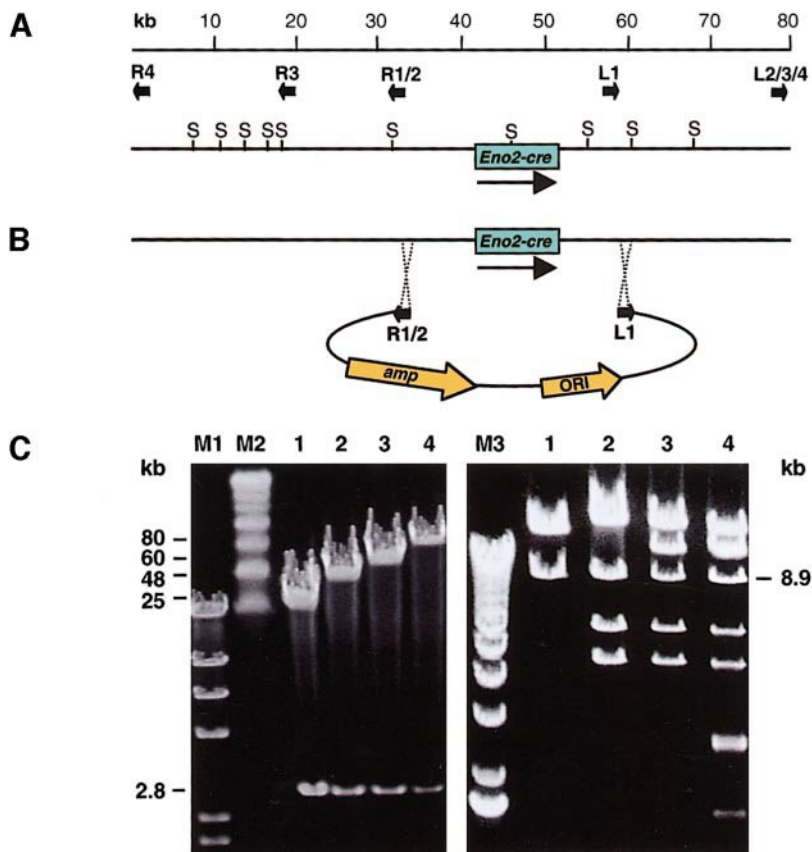 A
kb 10 20 30 40 50 60 70 80
R4 R3 R1/2 L1 L2/3/4
S S S S S S S S S S
Eno2-cre
B
Eno2-cre
R1/2 L1
amp ORI
C
M1 M2 1 2 3 4 M3 1 2 3 4
kb kb
80
60
48
25
8.9
2.8